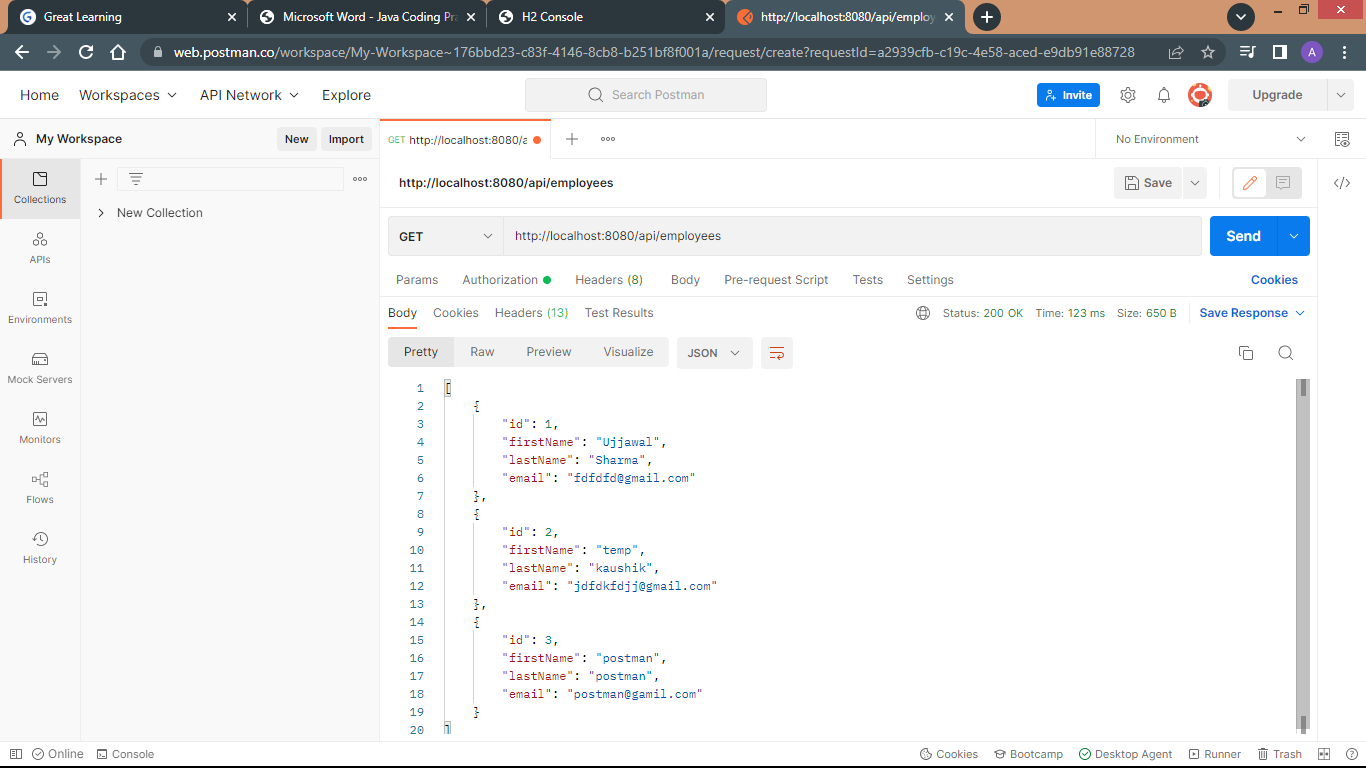 Great Learning
Microsoft Word - Java Coding Pra
H2 Console
http://localhost:8080/api/employ
web.postman.co/workspace/My-Workspace~176bbd23-c83f-4146-8cb8-b251bf8f001a/request/create?requestId=a2939cfb-c19c-4e58-aced-e9db91e88728
A
Home Workspaces API Network Explore
Search Postman
Invite
Upgrade
My Workspace
New Import
GET http://localhost:8080/a
No Environment
Collections
APIs
Environments
Mock Servers
Monitors
Flows
History
New Collection
http://localhost:8080/api/employees
Save
GET http://localhost:8080/api/employees
Send
Params Authorization Headers (8) Body Pre-request Script Tests Settings
Cookies
Body Cookies Headers (13) Test Results
Status: 200 OK Time: 123 ms Size: 650 B
Save Response
Pretty Raw Preview Visualize
JSON
1 [
2 {
3 "id": 1,
4 "firstName": "Ujjawal",
5 "lastName": "Sharma",
6 "email": "fdfdfd@gmail.com"
7 },
8 {
9 "id": 2,
10 "firstName": "temp",
11 "lastName": "kaushik",
12 "email": "jdfdkfdjj@gmail.com"
13 },
14 {
15 "id": 3,
16 "firstName": "postman",
17 "lastName": "postman",
18 "email": "postman@gamil.com"
19 }
20 ]
Online Console
Cookies Bootcamp Desktop Agent Runner Trash